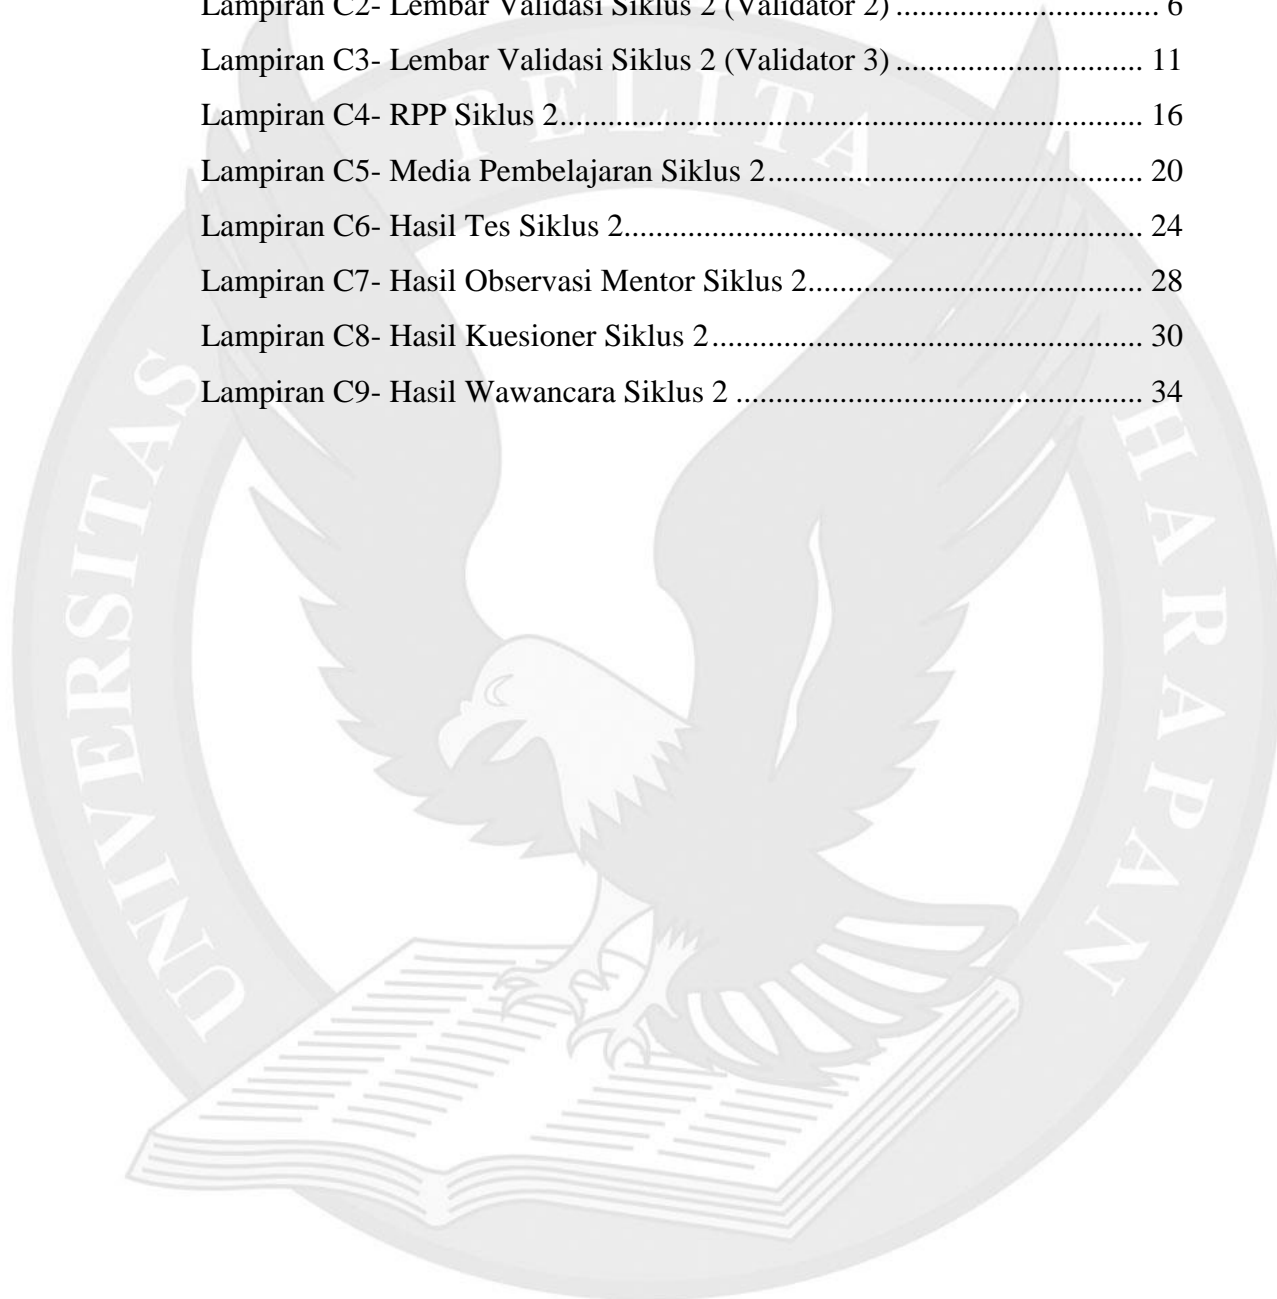 Lampiran C2- Lembar Validasi Siklus 2 (Validator 2) ................................. 6
Lampiran C3- Lembar Validasi Siklus 2 (Validator 3) ............................... 11
Lampiran C4- RPP Siklus 2........................................................................ 16
Lampiran C5- Media Pembelajaran Siklus 2............................................... 20
Lampiran C6- Hasil Tes Siklus 2................................................................. 24
Lampiran C7- Hasil Observasi Mentor Siklus 2.......................................... 28
Lampiran C8- Hasil Kuesioner Siklus 2...................................................... 30
Lampiran C9- Hasil Wawancara Siklus 2 ................................................... 34
UNIVERSITAS
PELITA
HARAPAN